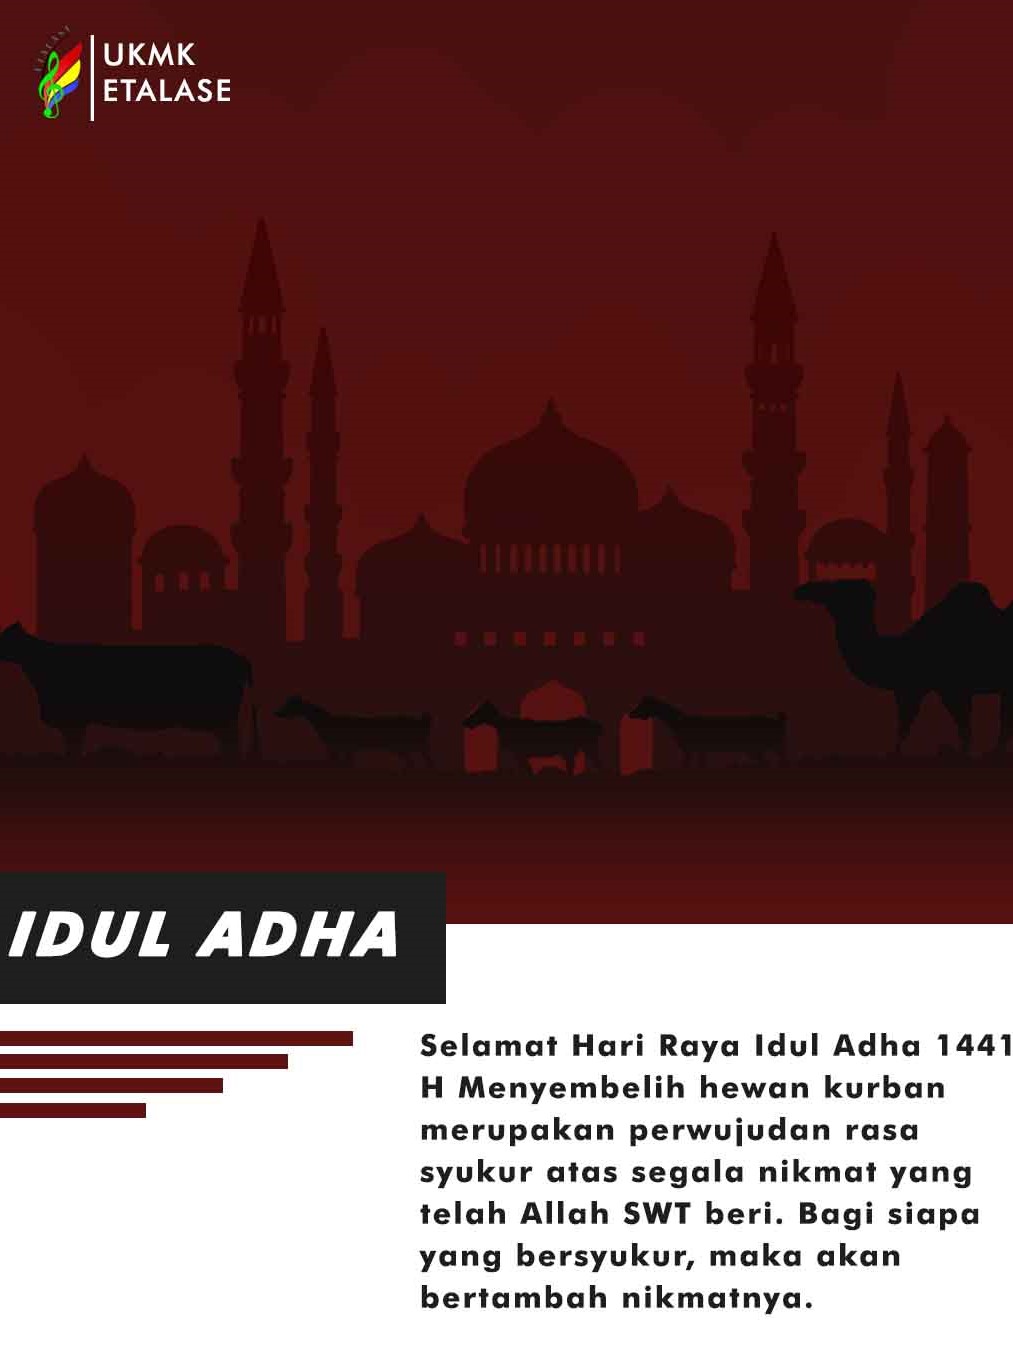 UKMK
ETALASE
IDUL ADHA
Selamat Hari Raya Idul Adha 1441
H Menyembelih hewan kurban
merupakan perwujudan rasa
syukur atas segala nikmat yang
telah Allah SWT beri. Bagi siapa
yang bersyukur, maka akan
bertambah nikmatnya.